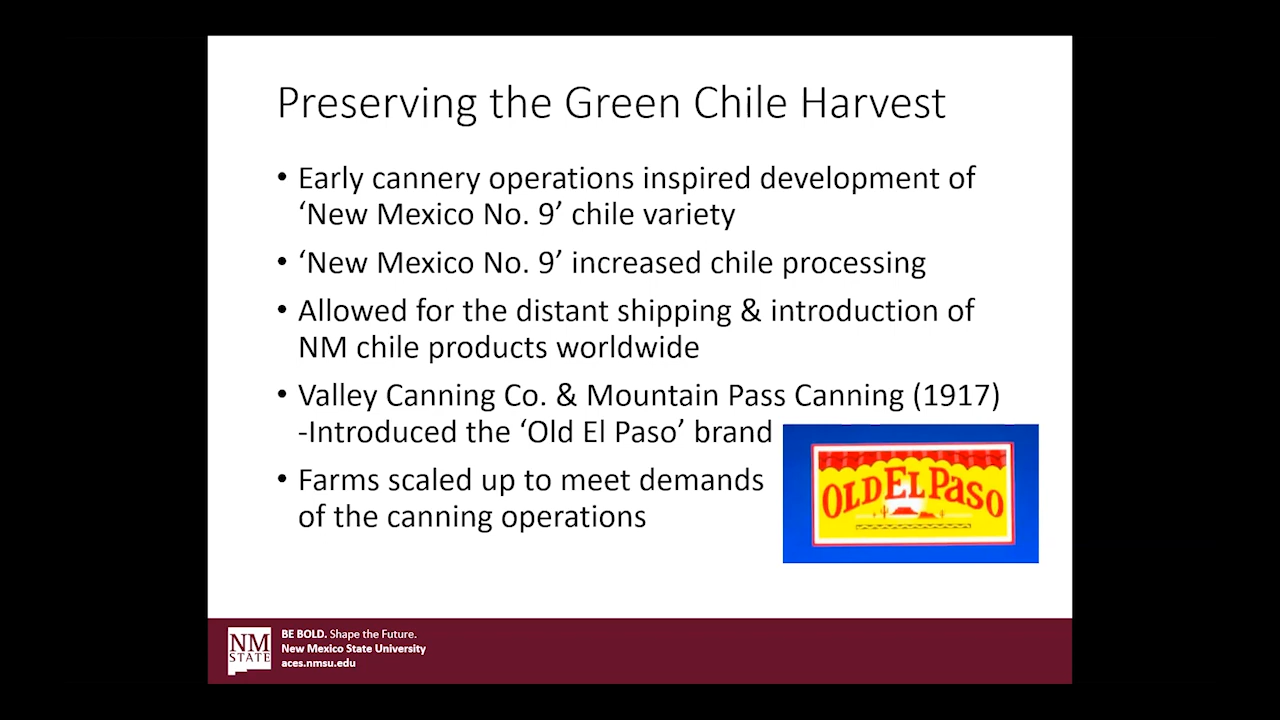 Preserving the Green Chile Harvest
• Early cannery operations inspired development of
‘New Mexico No. 9’ chile variety
• ‘New Mexico No. 9’ increased chile processing
• Allowed for the distant shipping & introduction of
NM chile products worldwide
• Valley Canning Co. & Mountain Pass Canning (1917)
-Introduced the ‘Old El Paso’ brand
• Farms scaled up to meet demands
of the canning operations
OLD EL PASO
NM
STATE
BE BOLD. Shape the Future.
New Mexico State University
aces.nmsu.edu